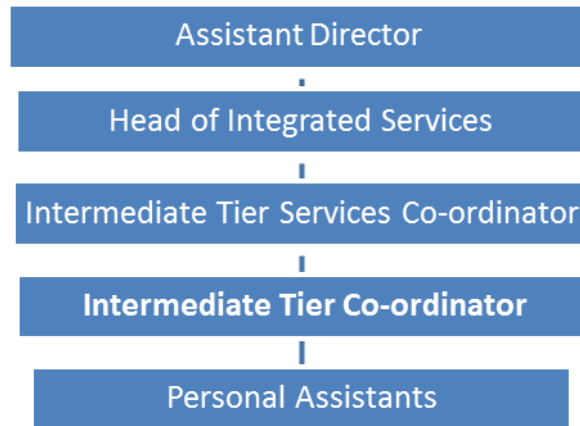 Assistant Director
Head of Integrated Services
Intermediate Tier Services Co-ordinator
Intermediate Tier Co-ordinator
Personal Assistants